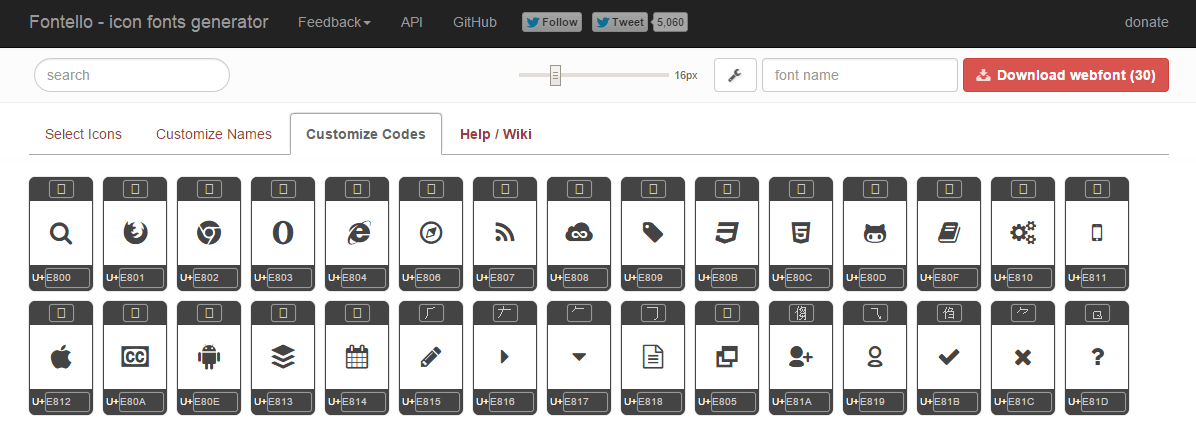 Fontello - icon fonts generator Feedback API GitHub Follow Tweet 5,060 donate
search 16px font name Download webfont (30)
Select Icons Customize Names Customize Codes Help / Wiki
U+E800 U+E801 U+E802 U+E803 U+E804 U+E806 U+E807 U+E808 U+E809 U+E80B U+E80C U+E80D U+E80F U+E810 U+E811
U+E812 U+E80A U+E80E U+E813 U+E814 U+E815 U+E816 U+E817 U+E818 U+E805 U+E81A U+E819 U+E81B U+E81C U+E81D